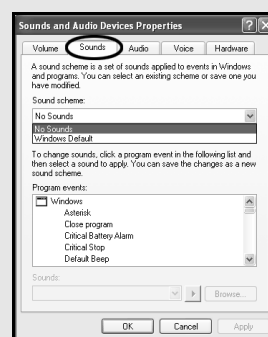 Sounds and Audio Devices Properties
Volume Sounds Audio Voice Hardware
A sound scheme is a set of sounds applied to events in Windows
and programs. You can select an existing scheme or save one you
have modified.
Sound scheme:
No Sounds
No Sounds
Windows Default
To change sounds, click a program event in the following list and
then select a sound to apply. You can save the changes as a new
sound scheme.
Program events:
Windows
Asterisk
Close program
Critical Battery Alarm
Critical Stop
Default Beep
Sounds:
Browse...
OK Cancel Apply